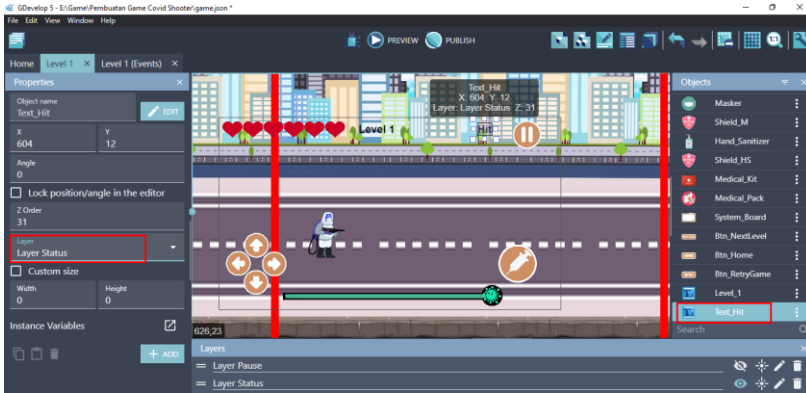 GDevelop 5 - E:\Game\Pembuatan Game Covid Shooter\game.json *
File Edit View Window Help
PREVIEW PUBLISH
1:1
Home Level 1 × Level 1 (Events) ×
Properties ×
Object name
Text_Hit
EDIT
X Y
604 12
Angle
0
Lock position/angle in the editor
Z Order
31
Layer
Layer Status
Custom size
Width Height
0 0
Instance Variables
+ ADD
Text_Hit
X: 604 Y: 12
Layer: Layer Status Z: 31
Level 1 Hit
626;23
Layers ×
Layer Pause
Layer Status
Objects
Masker
Shield_M
Hand_Sanitizer
Shield_HS
Medical_Kit
Medical_Pack
System_Board
Btn_NextLevel
Btn_Home
Btn_RetryGame
Level_1
Text_Hit
Search